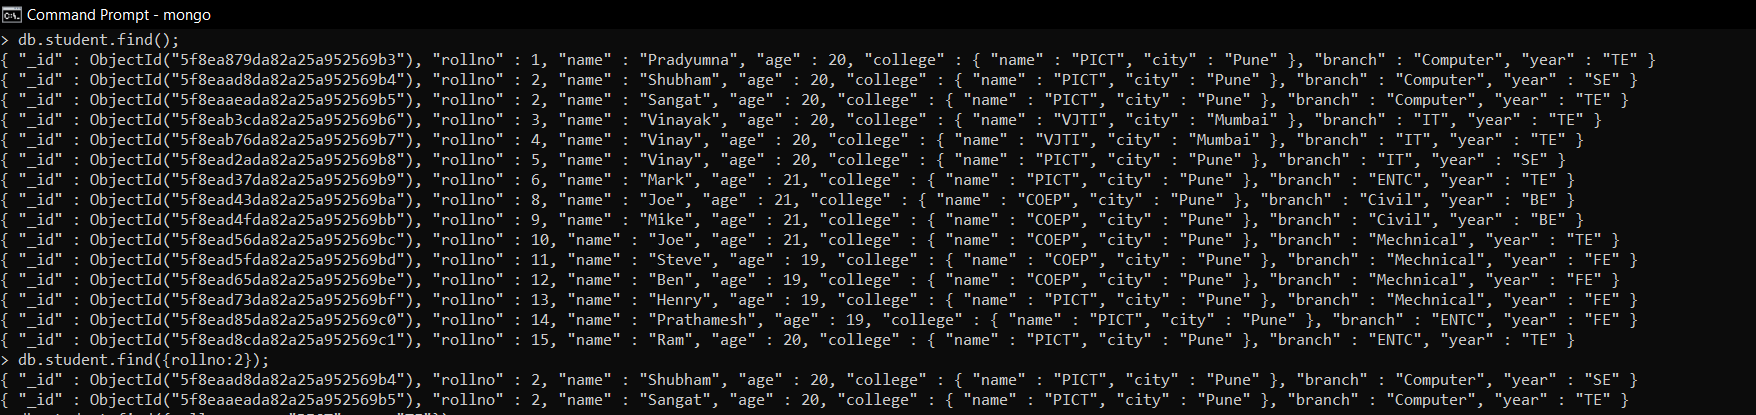 Command Prompt - mongo
> db.student.find();
{ "_id" : ObjectId("5f8ea879da82a25a952569b3"), "rollno" : 1, "name" : "Pradyumna", "age" : 20, "college" : { "name" : "PICT", "city" : "Pune" }, "branch" : "Computer", "year" : "TE" }
{ "_id" : ObjectId("5f8eaad8da82a25a952569b4"), "rollno" : 2, "name" : "Shubham", "age" : 20, "college" : { "name" : "PICT", "city" : "Pune" }, "branch" : "Computer", "year" : "SE" }
{ "_id" : ObjectId("5f8eaaeada82a25a952569b5"), "rollno" : 2, "name" : "Sangat", "age" : 20, "college" : { "name" : "PICT", "city" : "Pune" }, "branch" : "Computer", "year" : "TE" }
{ "_id" : ObjectId("5f8eab3cda82a25a952569b6"), "rollno" : 3, "name" : "Vinayak", "age" : 20, "college" : { "name" : "VJTI", "city" : "Mumbai" }, "branch" : "IT", "year" : "TE" }
{ "_id" : ObjectId("5f8eab76da82a25a952569b7"), "rollno" : 4, "name" : "Vinay", "age" : 20, "college" : { "name" : "VJTI", "city" : "Mumbai" }, "branch" : "IT", "year" : "TE" }
{ "_id" : ObjectId("5f8ead2ada82a25a952569b8"), "rollno" : 5, "name" : "Vinay", "age" : 20, "college" : { "name" : "PICT", "city" : "Pune" }, "branch" : "IT", "year" : "SE" }
{ "_id" : ObjectId("5f8ead37da82a25a952569b9"), "rollno" : 6, "name" : "Mark", "age" : 21, "college" : { "name" : "PICT", "city" : "Pune" }, "branch" : "ENTC", "year" : "TE" }
{ "_id" : ObjectId("5f8ead43da82a25a952569ba"), "rollno" : 8, "name" : "Joe", "age" : 21, "college" : { "name" : "COEP", "city" : "Pune" }, "branch" : "Civil", "year" : "BE" }
{ "_id" : ObjectId("5f8ead4fda82a25a952569bb"), "rollno" : 9, "name" : "Mike", "age" : 21, "college" : { "name" : "COEP", "city" : "Pune" }, "branch" : "Civil", "year" : "BE" }
{ "_id" : ObjectId("5f8ead56da82a25a952569bc"), "rollno" : 10, "name" : "Joe", "age" : 21, "college" : { "name" : "COEP", "city" : "Pune" }, "branch" : "Mechnical", "year" : "TE" }
{ "_id" : ObjectId("5f8ead5fda82a25a952569bd"), "rollno" : 11, "name" : "Steve", "age" : 19, "college" : { "name" : "COEP", "city" : "Pune" }, "branch" : "Mechnical", "year" : "FE" }
{ "_id" : ObjectId("5f8ead65da82a25a952569be"), "rollno" : 12, "name" : "Ben", "age" : 19, "college" : { "name" : "COEP", "city" : "Pune" }, "branch" : "Mechnical", "year" : "FE" }
{ "_id" : ObjectId("5f8ead73da82a25a952569bf"), "rollno" : 13, "name" : "Henry", "age" : 19, "college" : { "name" : "PICT", "city" : "Pune" }, "branch" : "Mechnical", "year" : "FE" }
{ "_id" : ObjectId("5f8ead85da82a25a952569c0"), "rollno" : 14, "name" : "Prathamesh", "age" : 19, "college" : { "name" : "PICT", "city" : "Pune" }, "branch" : "ENTC", "year" : "FE" }
{ "_id" : ObjectId("5f8ead8cda82a25a952569c1"), "rollno" : 15, "name" : "Ram", "age" : 20, "college" : { "name" : "PICT", "city" : "Pune" }, "branch" : "ENTC", "year" : "TE" }
> db.student.find({rollno:2});
{ "_id" : ObjectId("5f8eaad8da82a25a952569b4"), "rollno" : 2, "name" : "Shubham", "age" : 20, "college" : { "name" : "PICT", "city" : "Pune" }, "branch" : "Computer", "year" : "SE" }
{ "_id" : ObjectId("5f8eaaeada82a25a952569b5"), "rollno" : 2, "name" : "Sangat", "age" : 20, "college" : { "name" : "PICT", "city" : "Pune" }, "branch" : "Computer", "year" : "TE" }